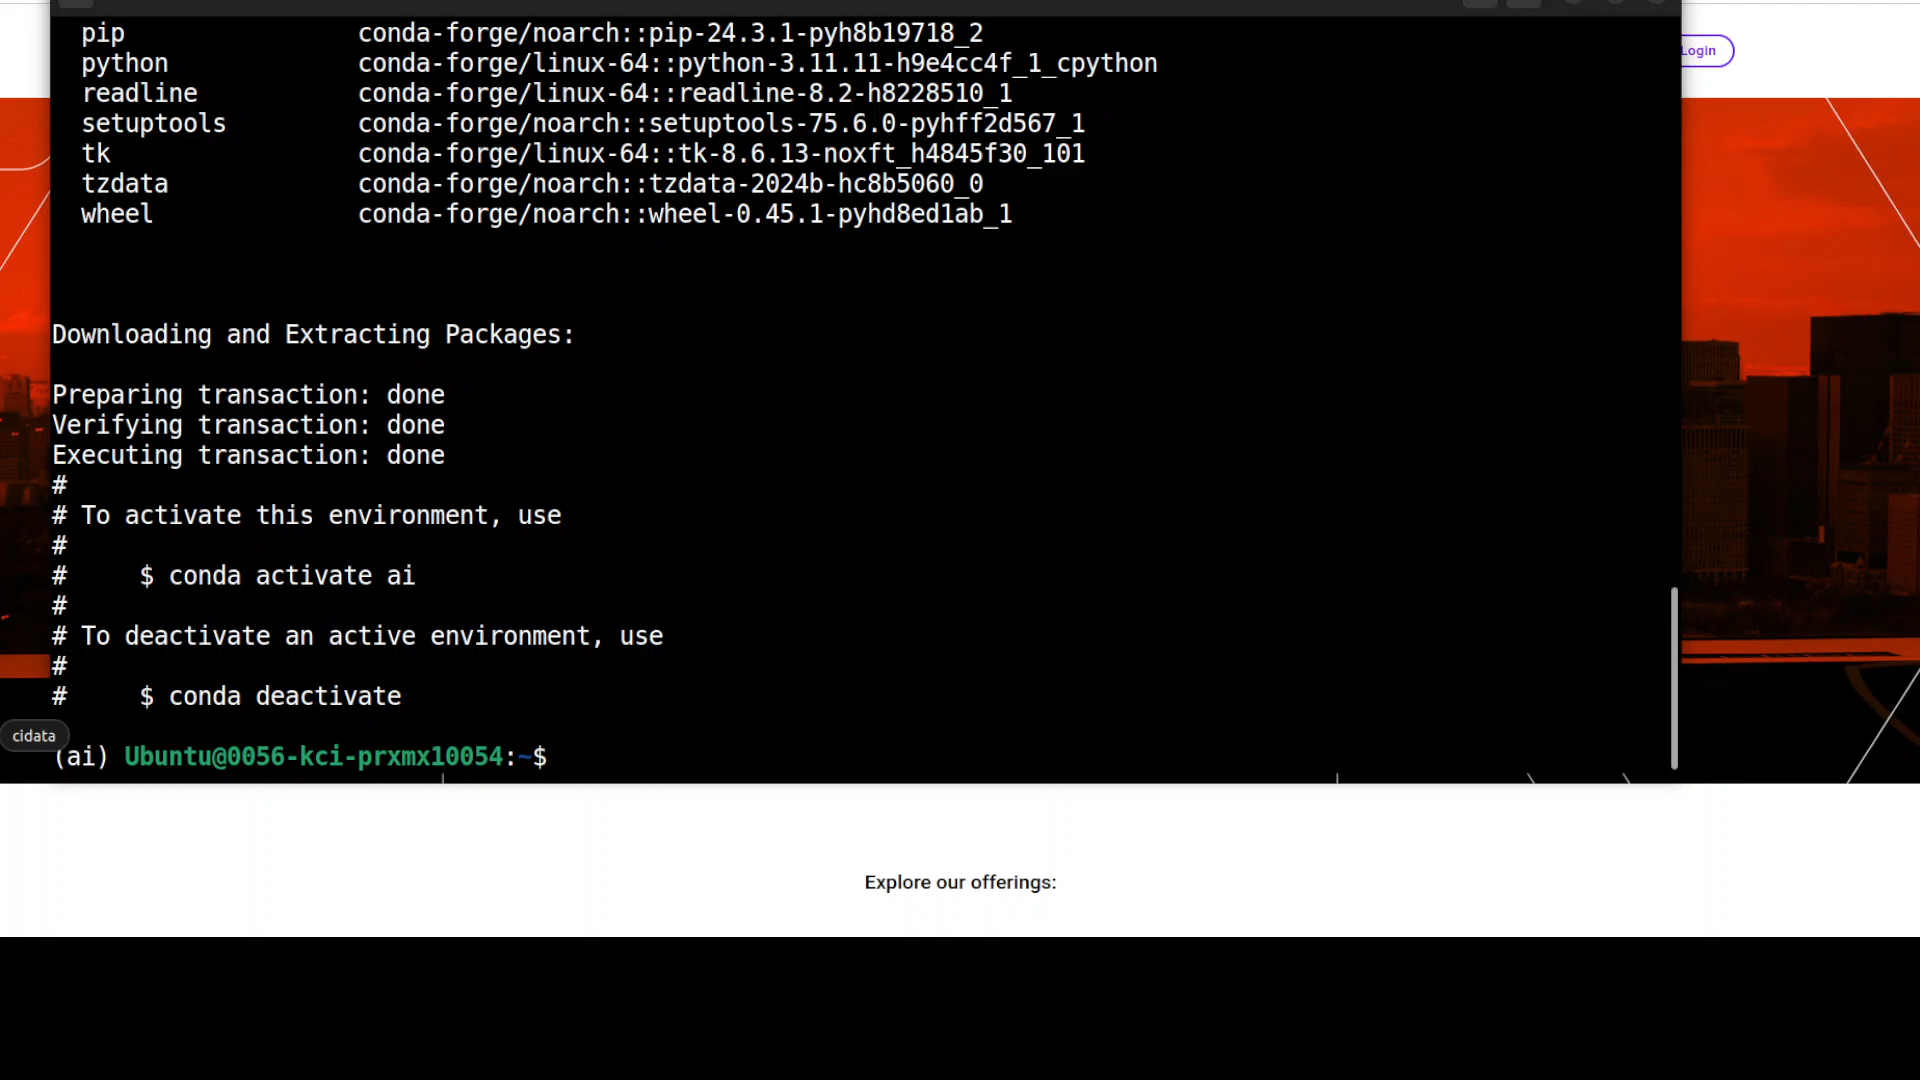 pip conda-forge/noarch::pip-24.3.1-pyh8b19718_2
python conda-forge/linux-64::python-3.11.11-h9e4cc4f_1_cpython
readline conda-forge/linux-64::readline-8.2-h8228510_1
setuptools conda-forge/noarch::setuptools-75.6.0-pyhff2d567_1
tk conda-forge/linux-64::tk-8.6.13-noxft_h4845f30_101
tzdata conda-forge/noarch::tzdata-2024b-hc8b5060_0
wheel conda-forge/noarch::wheel-0.45.1-pyhd8ed1ab_1
Login
Downloading and Extracting Packages:
Preparing transaction: done
Verifying transaction: done
Executing transaction: done
#
# To activate this environment, use
#
# $ conda activate ai
#
# To deactivate an active environment, use
#
# $ conda deactivate
cidata
(ai) Ubuntu@0056-kci-prxmx10054:~$
Explore our offerings: